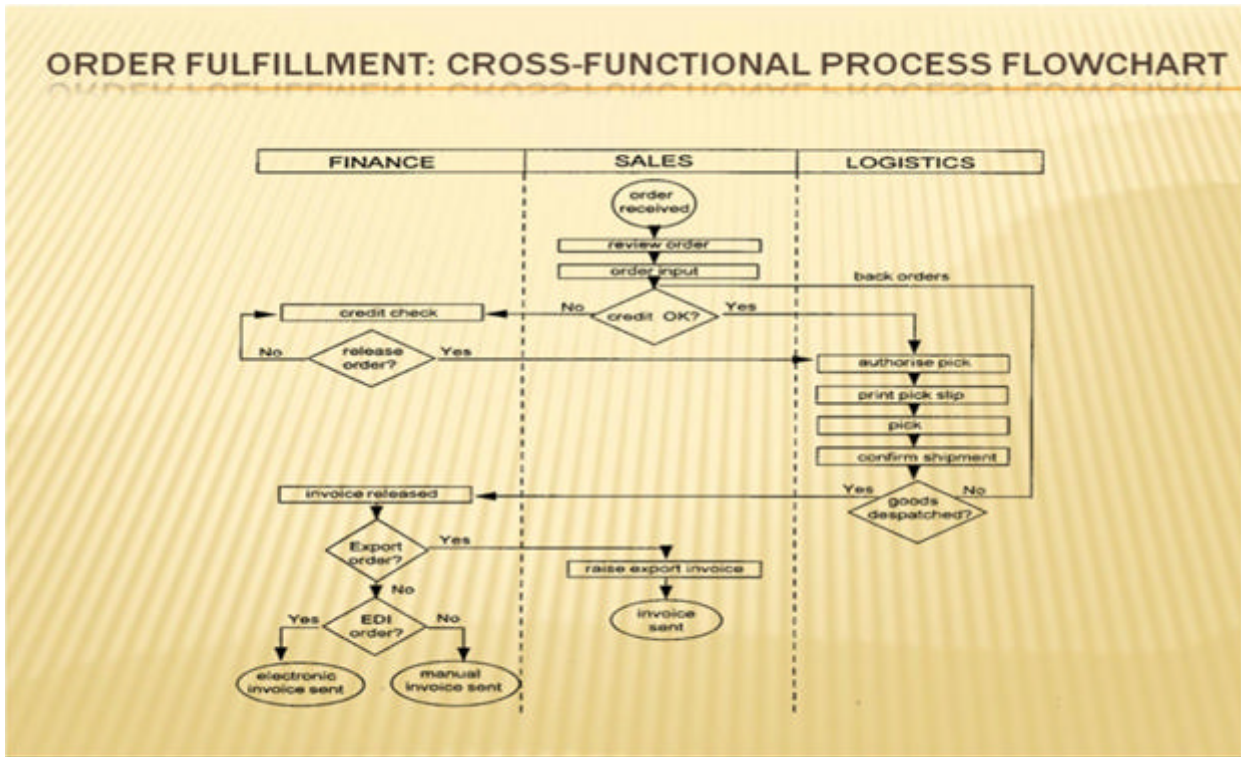 ORDER FULFILLMENT: CROSS-FUNCTIONAL PROCESS FLOWCHART
FINANCE
SALES
LOGISTICS
order
received
review order
order input
back orders
credit check
No
credit OK?
Yes
No
release
order?
Yes
authorise pick
print pick slip
pick
confirm shipment
invoice released
Yes
goods
despatched?
No
Export
order?
Yes
raise export invoice
No
Yes
EDI
order?
No
invoice
sent
electronic
invoice sent
manual
invoice sent